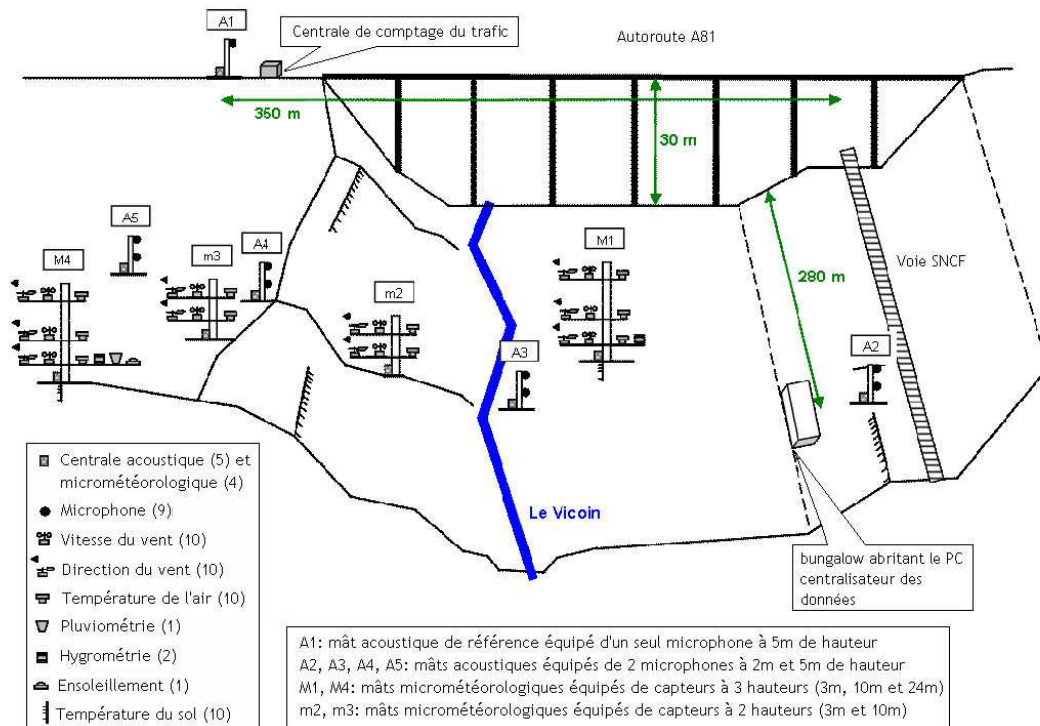 A1
Centrale de comptage du trafic
Autoroute A81
350 m
30 m
A5
M4
m3
A4
M1
m2
280 m
Voie SNCF
A3
A2
Le Vicoin
bungalow abritant le PC
centralisateur des
données
Centrale acoustique (5) et
micrométéorologique (4)
Microphone (9)
Vitesse du vent (10)
Direction du vent (10)
Température de l'air (10)
Pluviométrie (1)
Hygrométrie (2)
Ensoleillement (1)
Température du sol (10)
A1: mât acoustique de référence équipé d'un seul microphone à 5m de hauteur
A2, A3, A4, A5: mâts acoustiques équipés de 2 microphones à 2m et 5m de hauteur
M1, M4: mâts micrométéorologiques équipés de capteurs à 3 hauteurs (3m, 10m et 24m)
m2, m3: mâts micrométéorologiques équipés de capteurs à 2 hauteurs (3m et 10m)